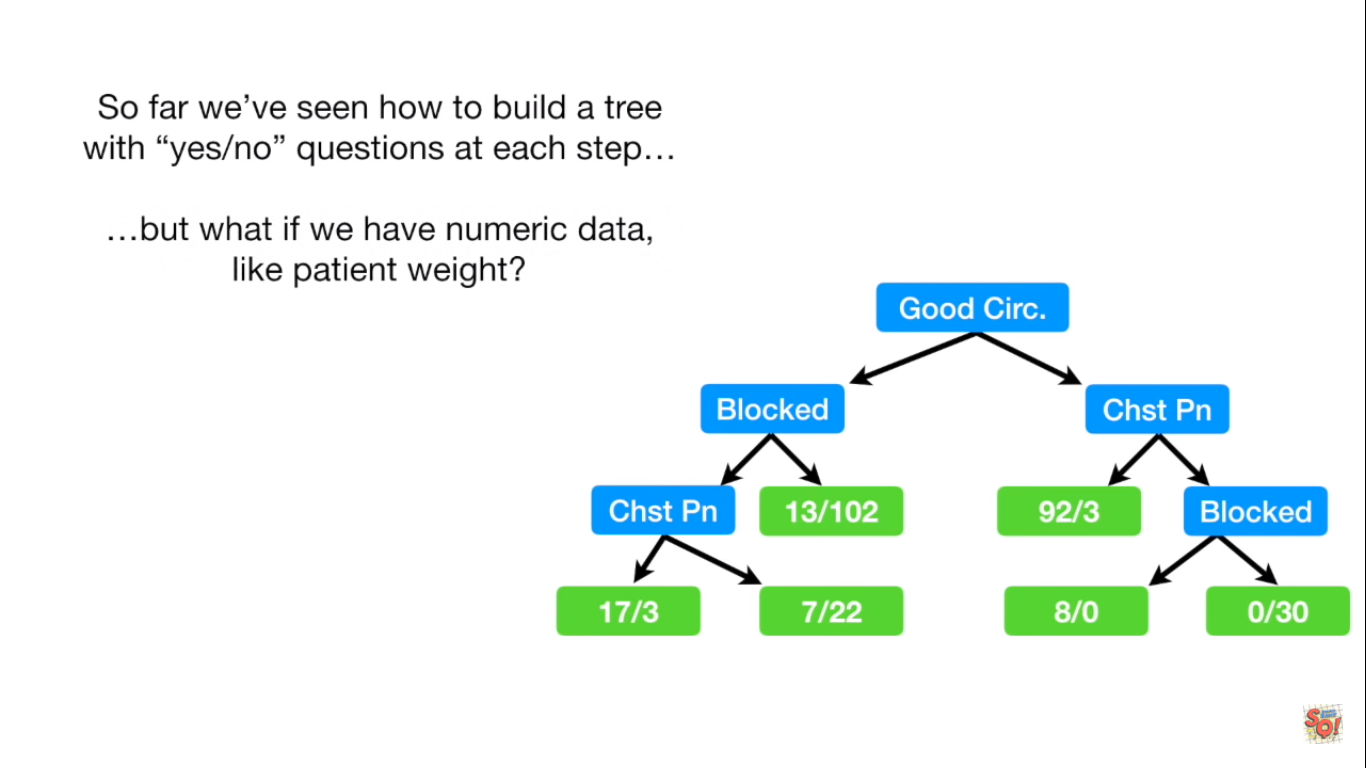 So far we’ve seen how to build a tree
with “yes/no” questions at each step…
…but what if we have numeric data,
like patient weight?
Good Circ.
Blocked
Chst Pn
Chst Pn
13/102
92/3
Blocked
17/3
7/22
8/0
0/30
SQ!